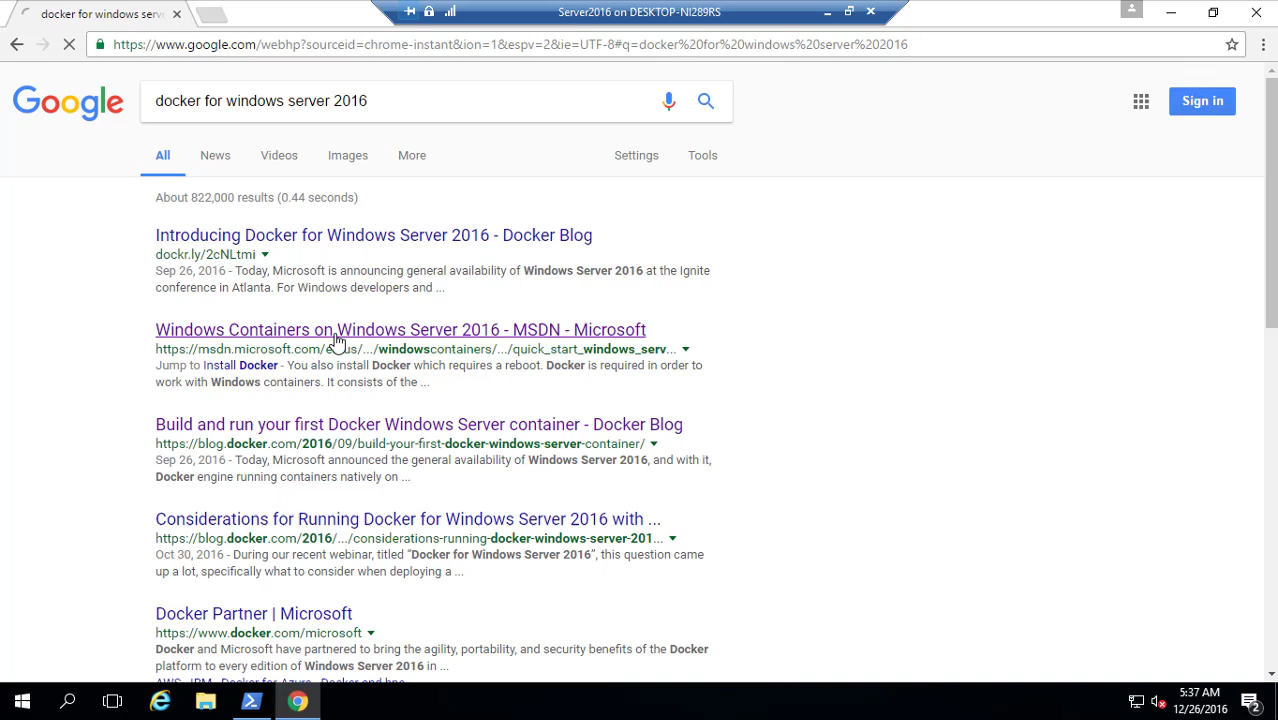 docker for windows serv
Server2016 on DESKTOP-NI289RS
https://www.google.com/webhp?sourceid=chrome-instant&ion=1&espv=2&ie=UTF-8#q=docker%20for%20windows%20server%202016
Google
docker for windows server 2016
Sign in
All
News
Videos
Images
More
Settings
Tools
About 822,000 results (0.44 seconds)
Introducing Docker for Windows Server 2016 - Docker Blog
dockr.ly/2cNLtmi
Sep 26, 2016 - Today, Microsoft is announcing general availability of Windows Server 2016 at the Ignite
conference in Atlanta. For Windows developers and ...
Windows Containers on Windows Server 2016 - MSDN - Microsoft
https://msdn.microsoft.com/en-us/.../windowscontainers/.../quick_start_windows_serv...
Jump to Install Docker - You also install Docker which requires a reboot. Docker is required in order to
work with Windows containers. It consists of the ...
Build and run your first Docker Windows Server container - Docker Blog
https://blog.docker.com/2016/09/build-your-first-docker-windows-server-container/
Sep 26, 2016 - Today, Microsoft announced the general availability of Windows Server 2016, and with it,
Docker engine running containers natively on ...
Considerations for Running Docker for Windows Server 2016 with ...
https://blog.docker.com/2016/.../considerations-running-docker-windows-server-201...
Oct 30, 2016 - During our recent webinar, titled “Docker for Windows Server 2016”, this question came
up a lot, specifically what to consider when deploying a ...
Docker Partner | Microsoft
https://www.docker.com/microsoft
Docker and Microsoft have partnered to bring the agility, portability, and security benefits of the Docker
platform to every edition of Windows Server 2016 in ...
AWS · IBM · Docker for Azure · Docker and hpe
5:37 AM
12/26/2016
2